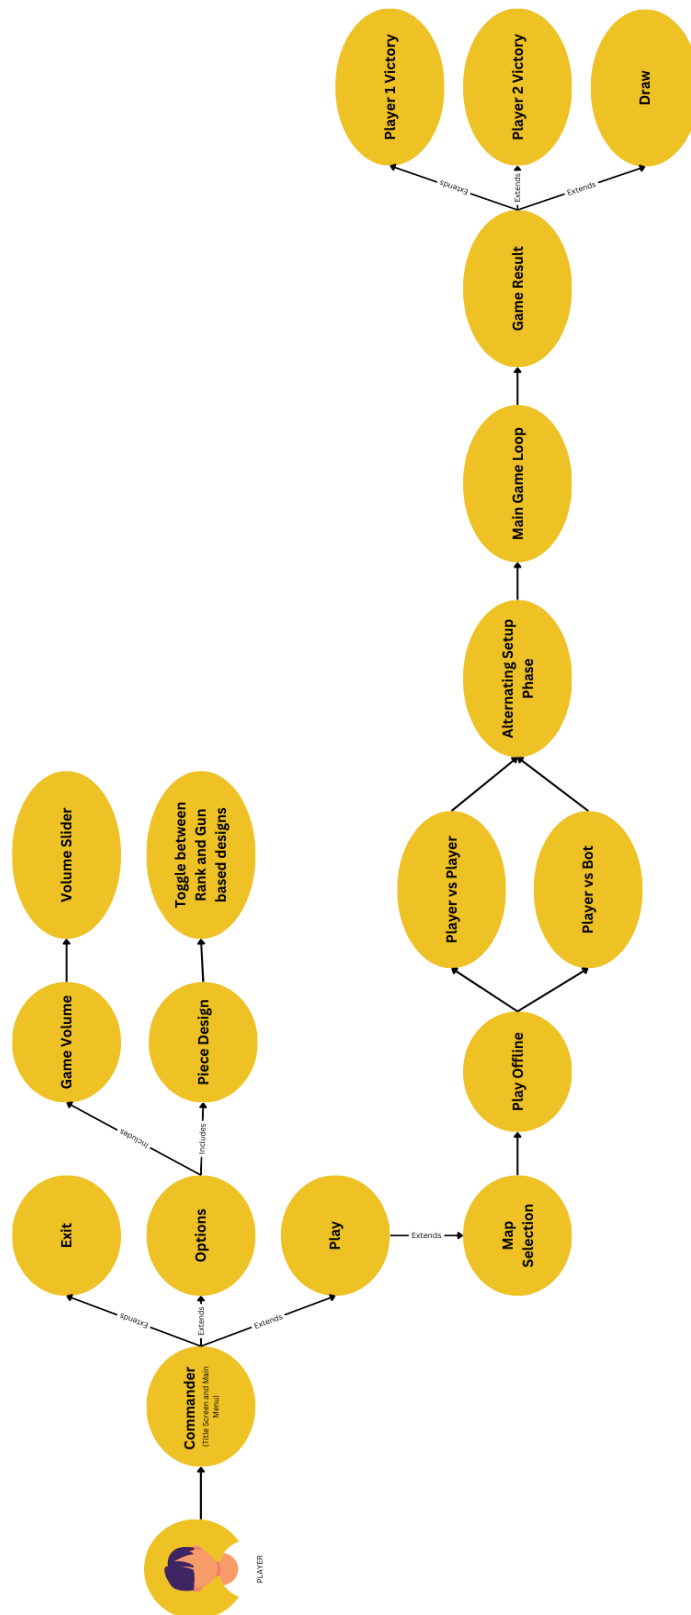 PLAYER
Commander
(Title Screen and Main
Menu)
Extends
Extends
Extends
Exit
Options
Play
Includes
Includes
Game Volume
Piece Design
Volume Slider
Toggle between
Rank and Gun
based designs
Extends
Map
Selection
Play Offline
Player vs Player
Player vs Bot
Alternating Setup
Phase
Main Game Loop
Game Result
Extends
Extends
Extends
Player 1 Victory
Player 2 Victory
Draw